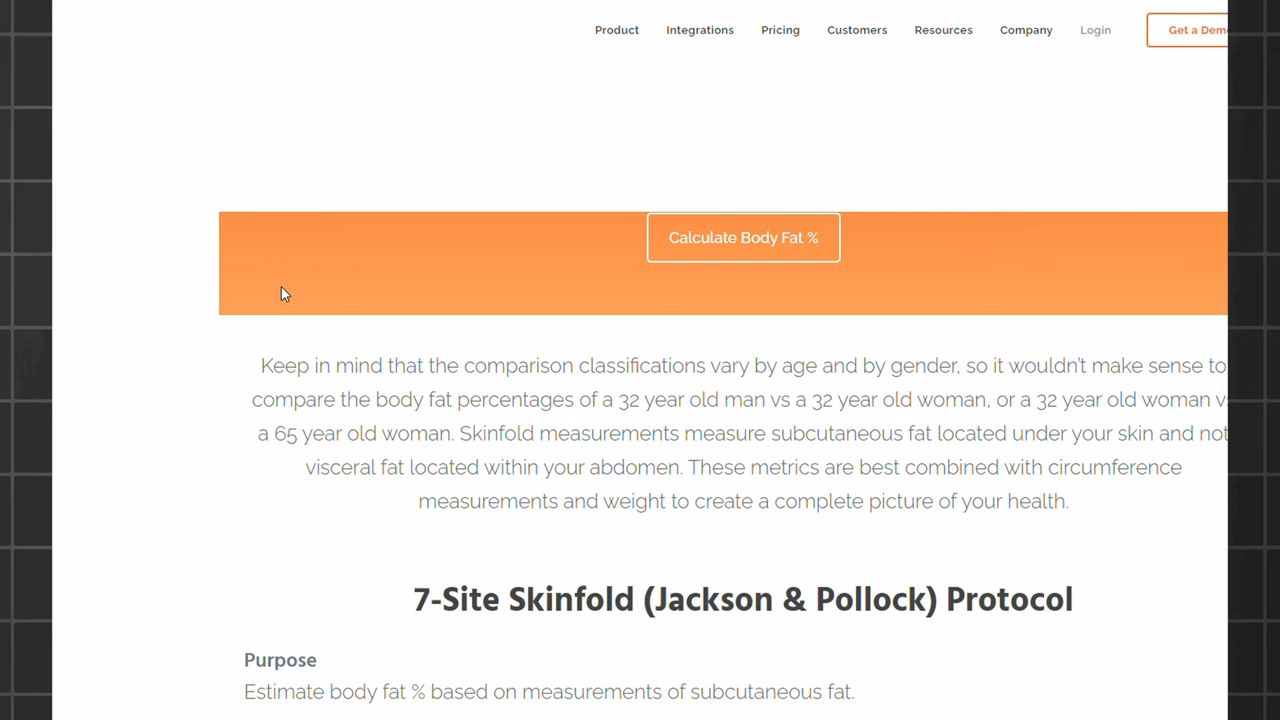 Product Integrations Pricing Customers Resources Company Login Get a Dem
Calculate Body Fat %
Keep in mind that the comparison classifications vary by age and by gender, so it wouldn't make sense to
compare the body fat percentages of a 32 year old man vs a 32 year old woman, or a 32 year old woman v
a 65 year old woman. Skinfold measurements measure subcutaneous fat located under your skin and not
visceral fat located within your abdomen. These metrics are best combined with circumference
measurements and weight to create a complete picture of your health.
7-Site Skinfold (Jackson & Pollock) Protocol
Purpose
Estimate body fat % based on measurements of subcutaneous fat.